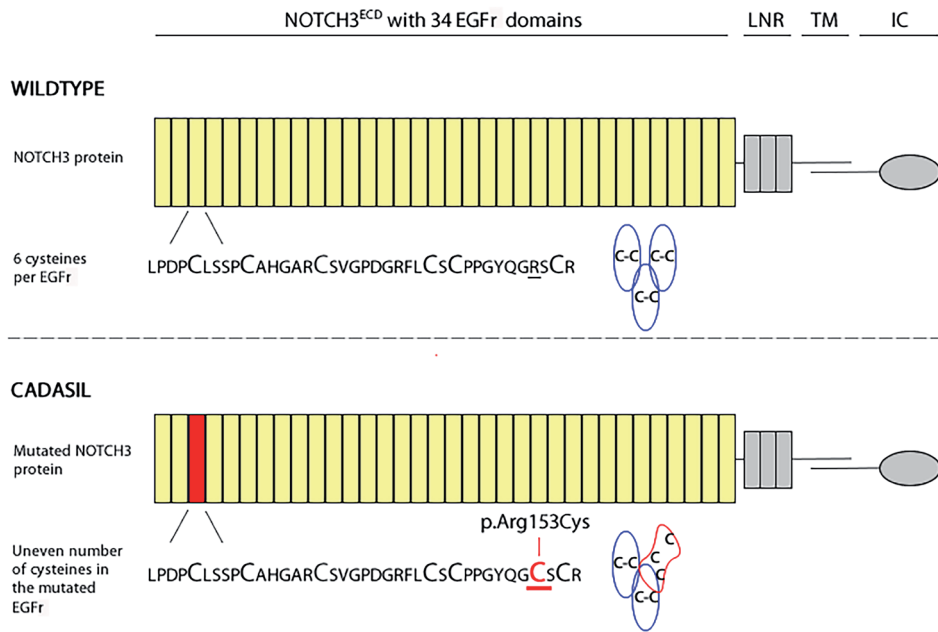 NOTCH3ECD with 34 EGFr domains LNR TM IC
WILDTYPE
NOTCH3 protein
6 cysteines
per EGFr
LPDPCLSSPCAHGARCSVGPDGRFLCSCPPGYQGRSCR
C-C C-C
C-C
CADASIL
Mutated NOTCH3
protein
p.Arg153Cys
Uneven number
of cysteines in
the mutated
EGFr
LPDPCLSSPCAHGARCSVGPDGRFLCSCPPGYQGCSCR
C
C-C C
C
C-C